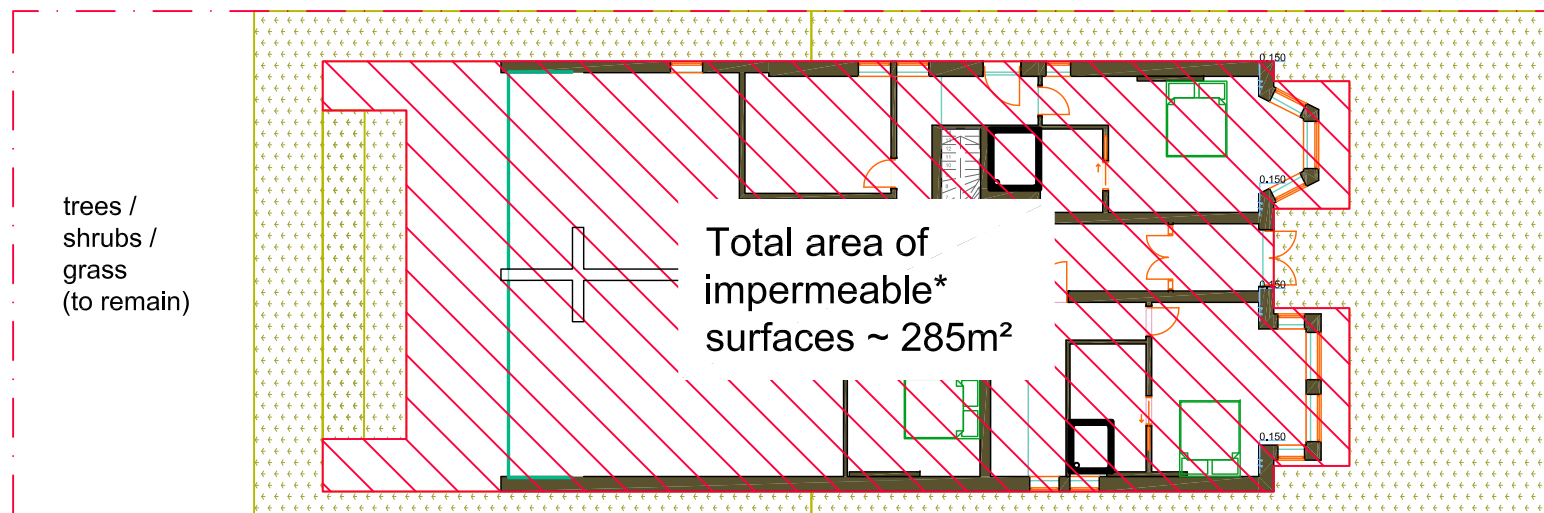 0.150
trees /
shrubs /
grass
(to remain)
0.150
Total area of
impermeable*
surfaces ~ 285m²
0.150
0.150